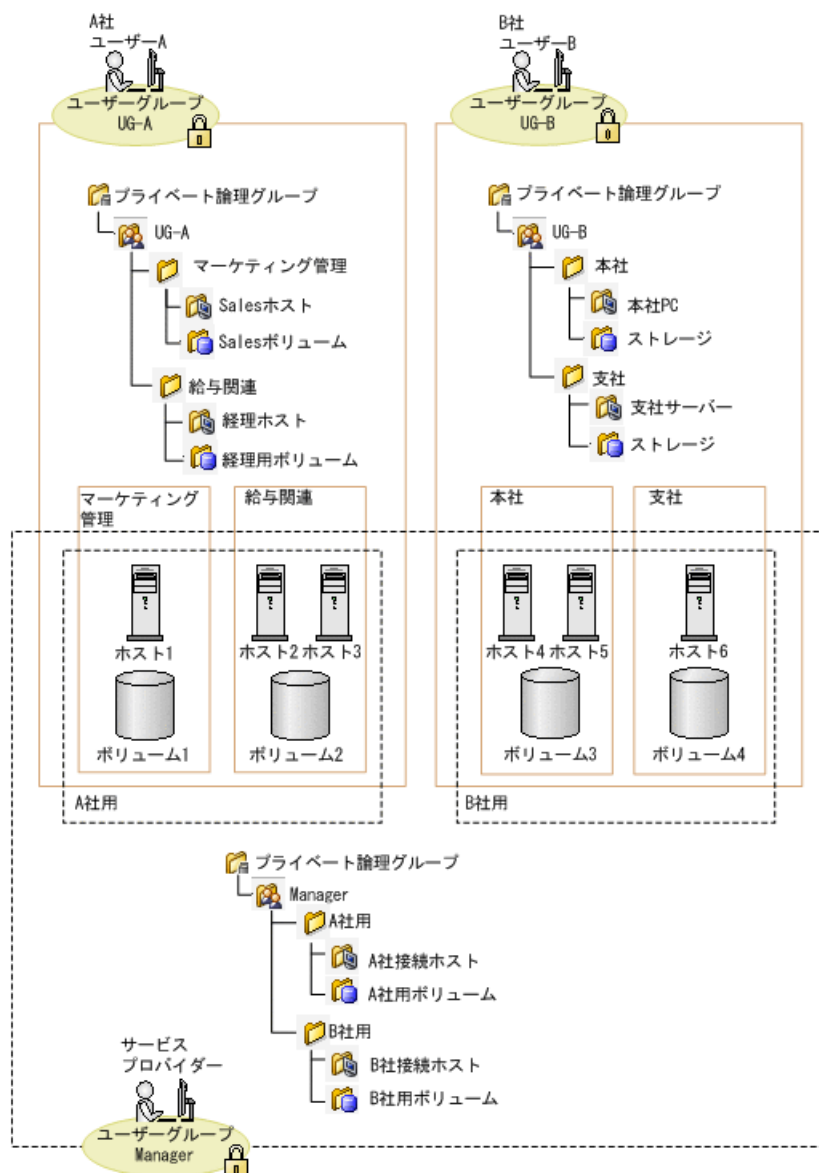 A社
ユーザーA
ユーザーグループ
UG-A
プライベート論理グループ
UG-A
マーケティング管理
Salesホスト
Salesボリューム
給与関連
経理ホスト
経理用ボリューム
マーケティング
管理
給与関連
ホスト1
ホスト2
ホスト3
ボリューム1
ボリューム2
A社用
B社
ユーザーB
ユーザーグループ
UG-B
プライベート論理グループ
UG-B
本社
本社PC
ストレージ
支社
支社サーバー
ストレージ
本社
支社
ホスト4
ホスト5
ホスト6
ボリューム3
ボリューム4
B社用
プライベート論理グループ
Manager
A社用
A社接続ホスト
A社用ボリューム
B社用
B社接続ホスト
B社用ボリューム
サービス
プロバイダー
ユーザーグループ
Manager